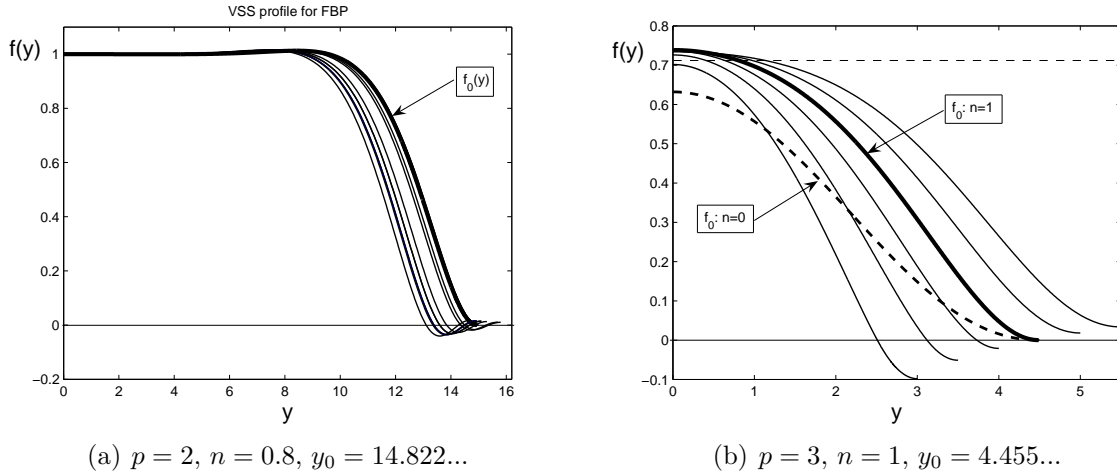 VSS profile for FBP
f(y)
1
0.8
0.6
0.4
0.2
0
−0.2
0 2 4 6 8 10 12 14 16
y
f0(y)
(a) p = 2, n = 0.8, y0 = 14.822...
f(y)
0.8
0.7
0.6
0.5
0.4
0.3
0.2
0.1
0
−0.1
0 1 2 3 4 5
y
f0: n=1
f0: n=0
(b) p = 3, n = 1, y0 = 4.455...